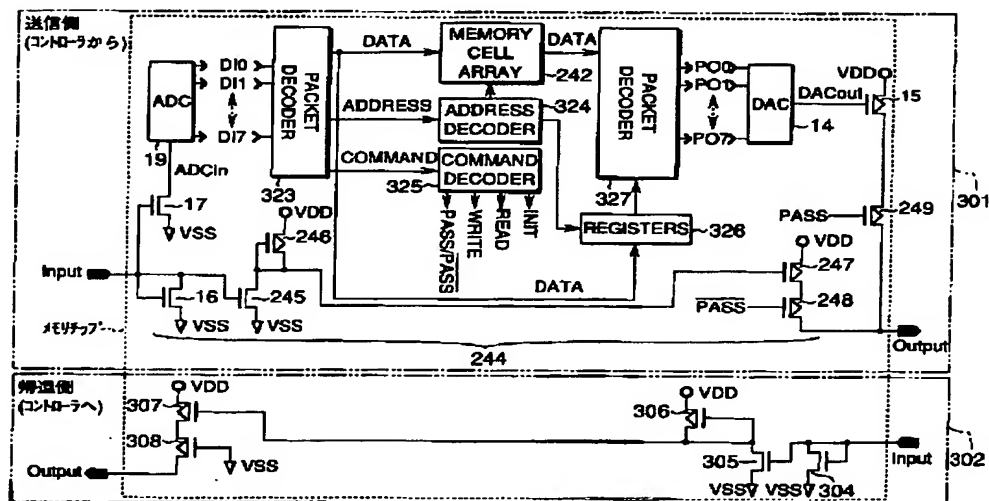 送信側
(コントローラから)
ADC
19
ADCin
DI0
DI1
DI7
PACKET DECODER
323
DATA
ADDRESS
COMMAND
MEMORY
CELL
ARRAY
242
DATA
324
ADDRESS
DECODER
COMMAND
DECODER
325
PASS/PASS
WRITE
READ
INIT
PACKET DECODER
327
REGISTERS
326
DATA
PO0
PO1
PO7
DAC
14
DACout
VDD
15
249
301
PASS
VDD
247
PASS
248
Output
17
VSS
VDD
246
Input
16
245
VSS
VSS
メモリチップ
244
帰還側
(コントローラへ)
VDD
307
308
VSS
Output
VDD
306
305
304
VSS
VSS
Input
302